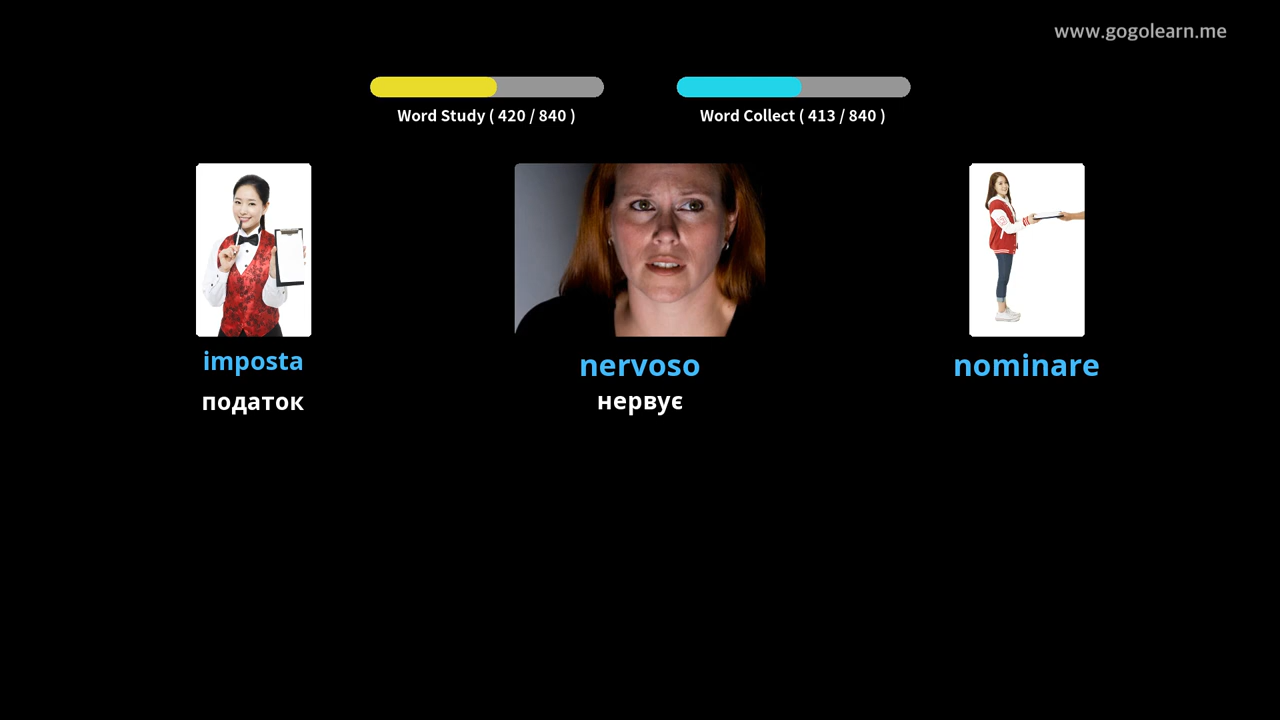 www.gogolearn.me
Word Study ( 420 / 840 )
Word Collect ( 413 / 840 )
imposta
nervoso
nominare
податок
нервує